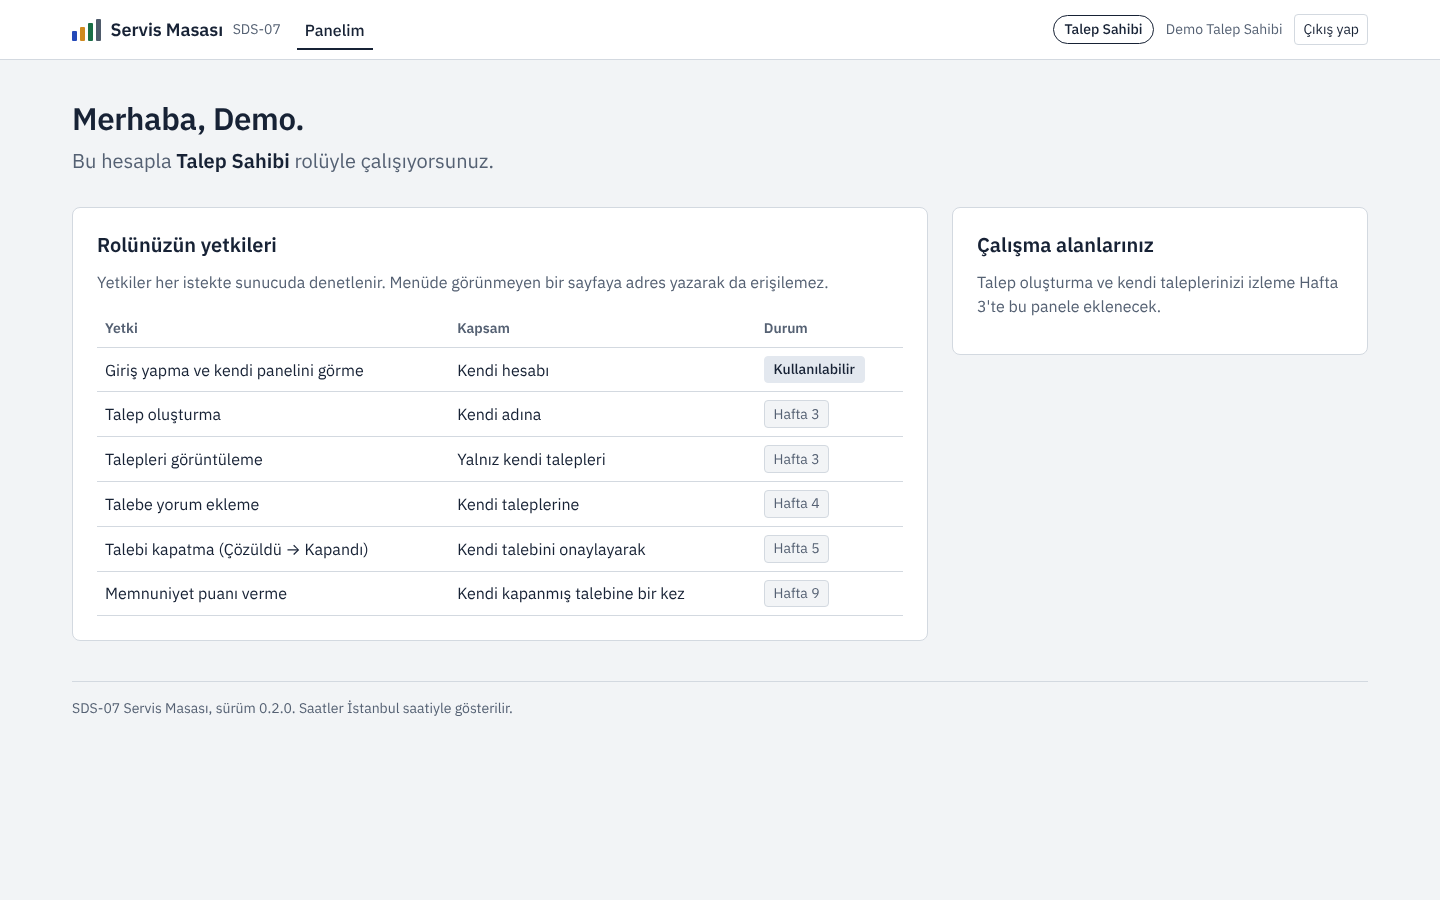 Servis Masası SDS-07 Panelim Talep Sahibi Demo Talep Sahibi Çıkış yap
Merhaba, Demo.
Bu hesapla Talep Sahibi rolüyle çalışıyorsunuz.
Rolünüzün yetkileri
Yetkiler her istekte sunucuda denetlenir. Menüde görünmeyen bir sayfaya adres yazarak da erişilemez.
Yetki Kapsam Durum
Giriş yapma ve kendi panelini görme Kendi hesabı Kullanılabilir
Talep oluşturma Kendi adına Hafta 3
Talepleri görüntüleme Yalnız kendi talepleri Hafta 3
Talebe yorum ekleme Kendi taleplerine Hafta 4
Talebi kapatma (Çözüldü → Kapandı) Kendi talebini onaylayarak Hafta 5
Memnuniyet puanı verme Kendi kapanmış talebine bir kez Hafta 9
Çalışma alanlarınız
Talep oluşturma ve kendi taleplerinizi izleme Hafta
3'te bu panele eklenecek.
SDS-07 Servis Masası, sürüm 0.2.0. Saatler İstanbul saatiyle gösterilir.